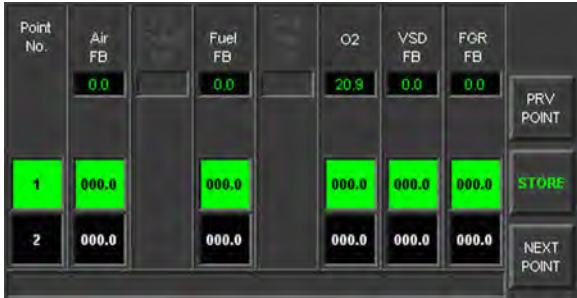 Point No. Air FB Fuel FB O2 VSD FB FGR FB
0.0 0.0 20.9 0.0 0.0
PRV POINT
1 000.0 000.0 000.0 000.0 000.0 STORE
2 000.0 000.0 000.0 000.0 000.0 NEXT POINT